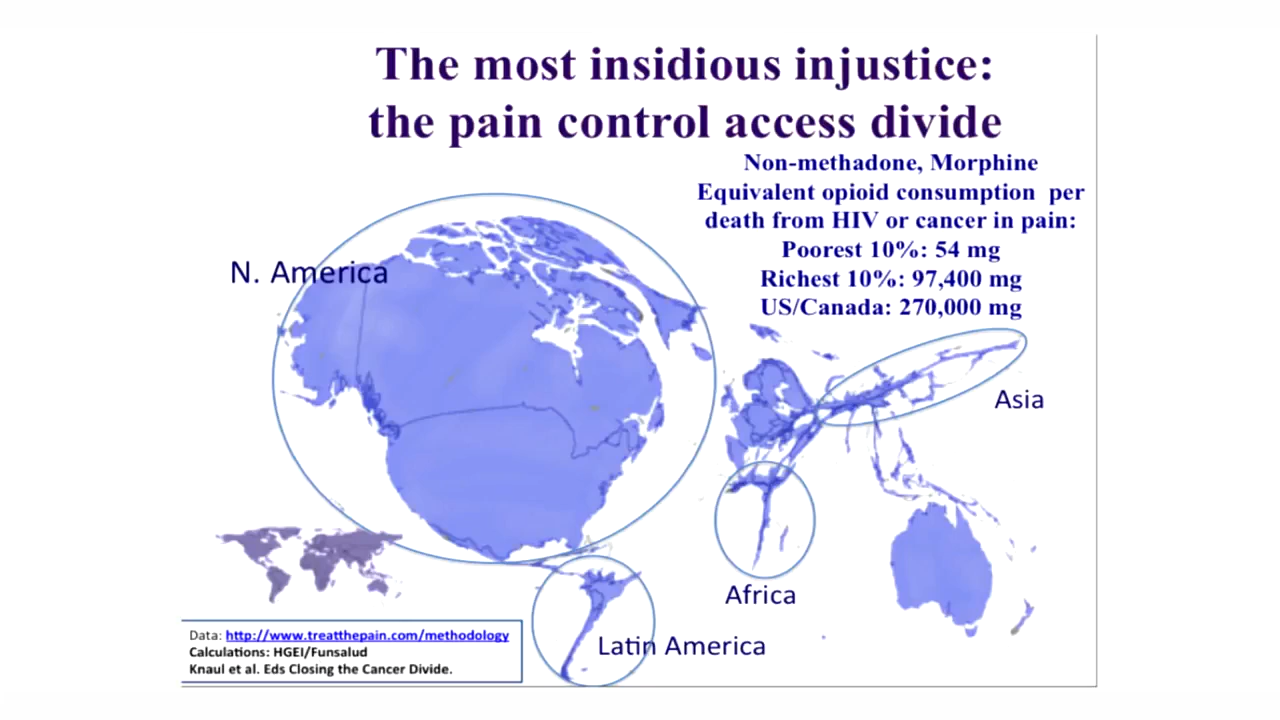 The most insidious injustice:
the pain control access divide
Non-methadone, Morphine
Equivalent opioid consumption per
death from HIV or cancer in pain:
Poorest 10%: 54 mg
Richest 10%: 97,400 mg
US/Canada: 270,000 mg
N. America
Asia
Africa
Latin America
Data: http://www.treatthepain.com/methodology
Calculations: HGEI/Funsalud
Knaul et al. Eds Closing the Cancer Divide.